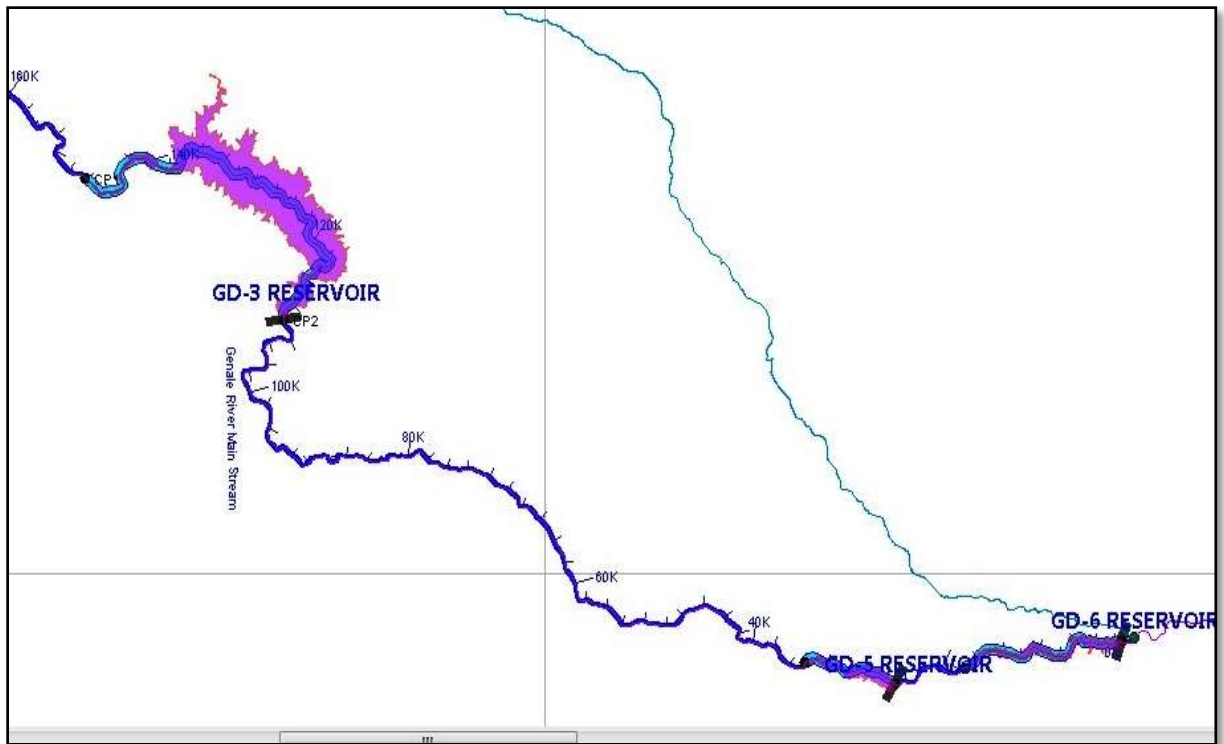 160K
140K
CP1
120K
GD-3 RESERVOIR
CP2
Genale River Main Stream
100K
80K
60K
40K
GD-6 RESERVOIR
GD-5 RESERVOIR